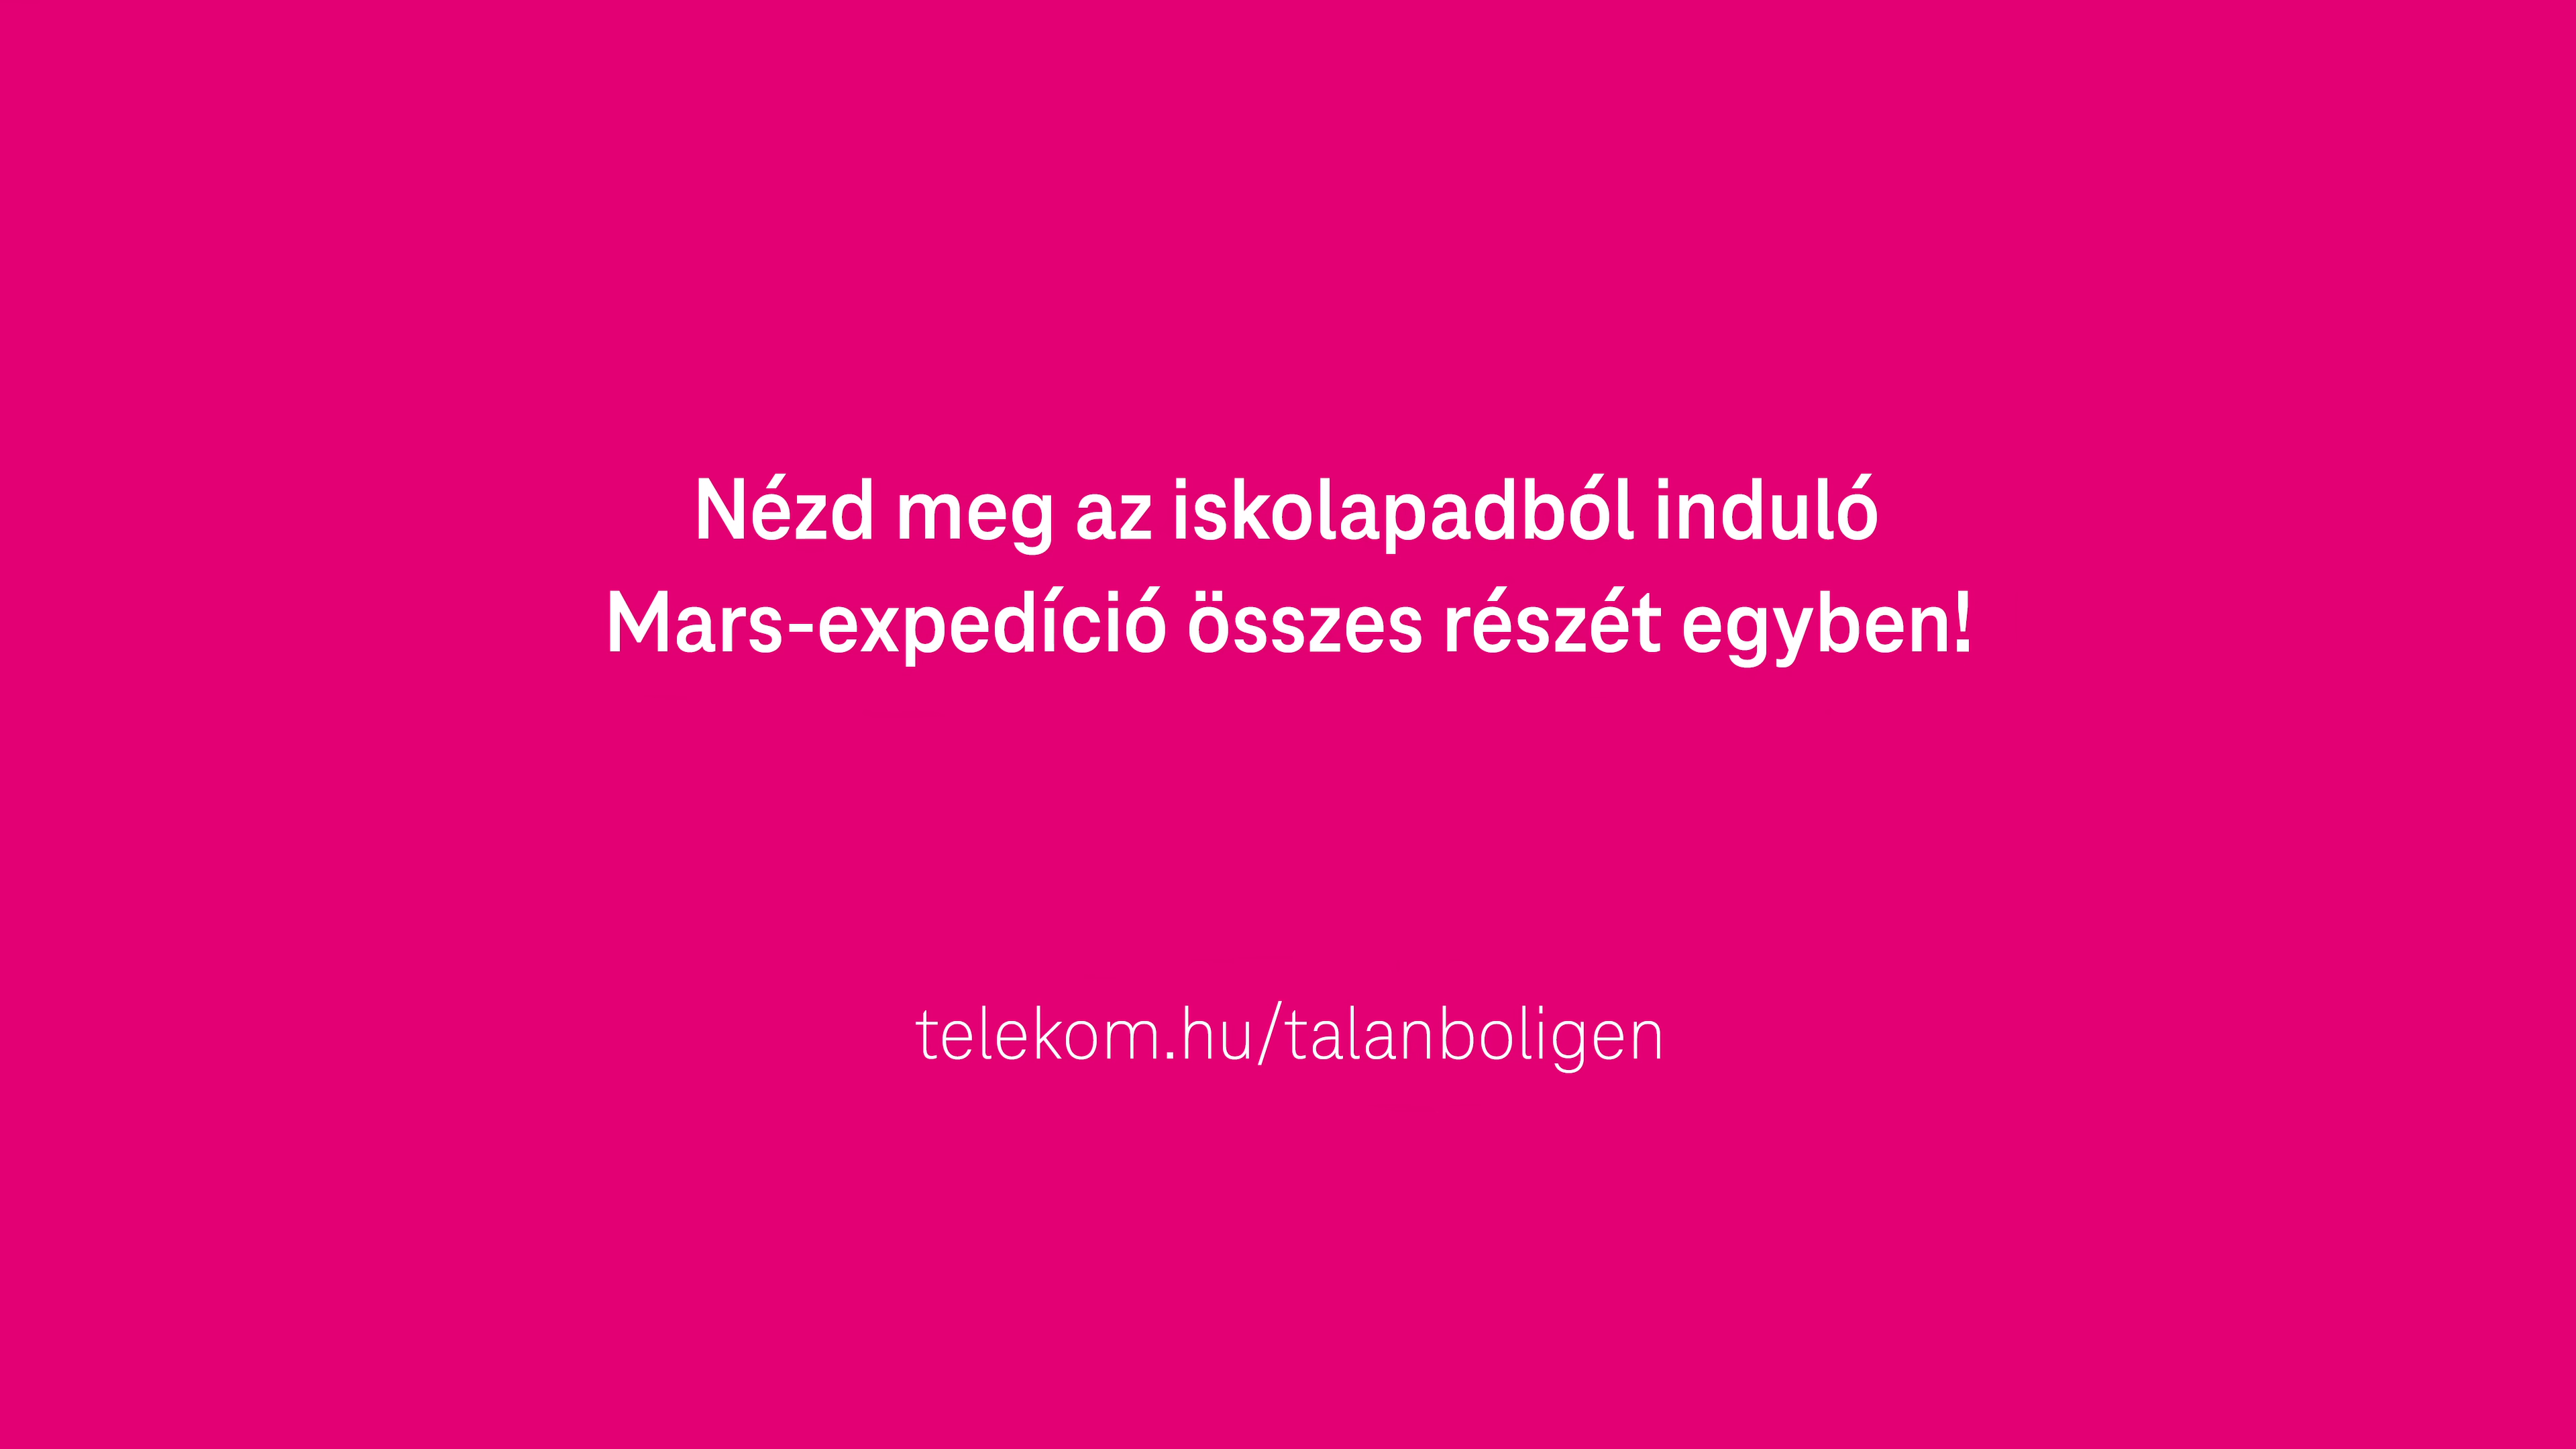 Nézd meg az iskolapadból induló
Mars-expedíció összes részét egyben!
telekom.hu/talanboligen